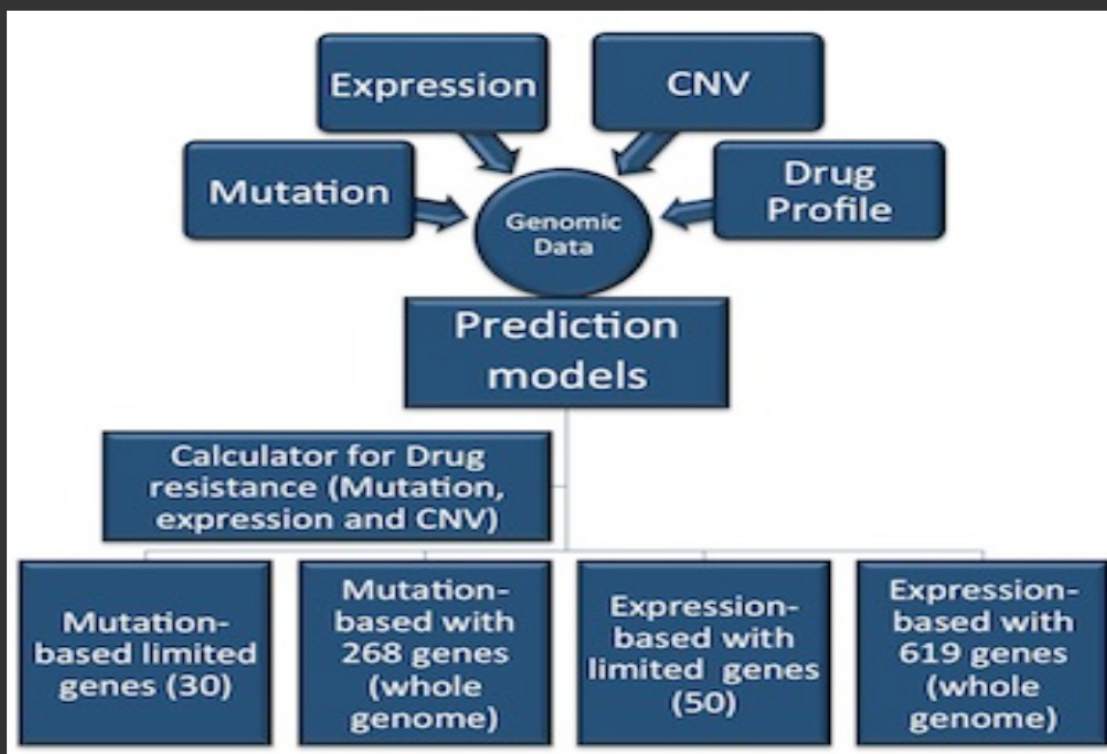 Expression
CNV
Mutation
Drug
Profile
Genomic
Data
Prediction
models
Calculator for Drug
resistance (Mutation,
expression and CNV)
Mutation-
based limited
genes (30)
Mutation-
based with
268 genes
(whole
genome)
Expression-
based with
limited genes
(50)
Expression-
based with
619 genes
(whole
genome)